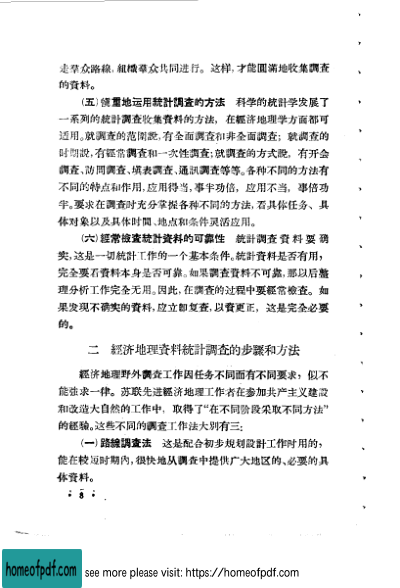 走羣众路線，組織羣众共同进行。这样，才能圓滿地收集調查
的資料。
(五)慎重地运用統計調查的方法　科学的統計学发展了
一系列的統計調查收集資料的方法，在經济地理学方面都可
适用。就調查的范围說，有全面調查和非全面調查；就調查的
时間說，有經常調查和一次性調查；就調查的方式說，有开会
調查、訪問調查、填表調查、通訊調查等等。各种不同的方法有
不同的特点和作用，应用得当，事半功倍，应用不当，事倍功
半。要求在調查时充分掌握各种不同的方法，看具体任务、具
体对象以及具体时間、地点和条件灵活应用。
(六)經常檢查統計資料的可靠性　統計調查資料要确
实，这是一切統計工作的一个基本条件。統計資料是否有用，
完全要看資料本身是否可靠。如果調查資料不可靠，那以后整
理分析工作完全无用。因此，在調查的过程中要經常檢查。如
果发现不确实的資料，应立卽复查，以資更正，这是完全必要
的。
二　經济地理資料統計調查的步驟和方法
經济地理野外調查工作因任务不同而有不同要求，但不
能强求一律。苏联先进經济地理工作者在参加共产主义建設
和改造大自然的工作中，取得了“在不同阶段采取不同方法”
的經驗。这些不同的調查工作法大別有三：
(一)路線調查法　这是配合初步規划設計工作时用的，
能在較短时期內，很快地从調查中提供广大地区的、必要的具
体資料。
· 8 ·
homeofpdf.com
see more please visit: https://homeofpdf.com